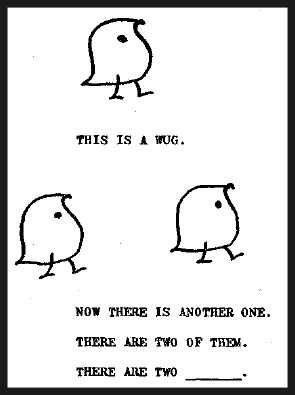 THIS IS A WUG.
NOW THERE IS ANOTHER ONE.
THERE ARE TWO OF THEM.
THERE ARE TWO ______.